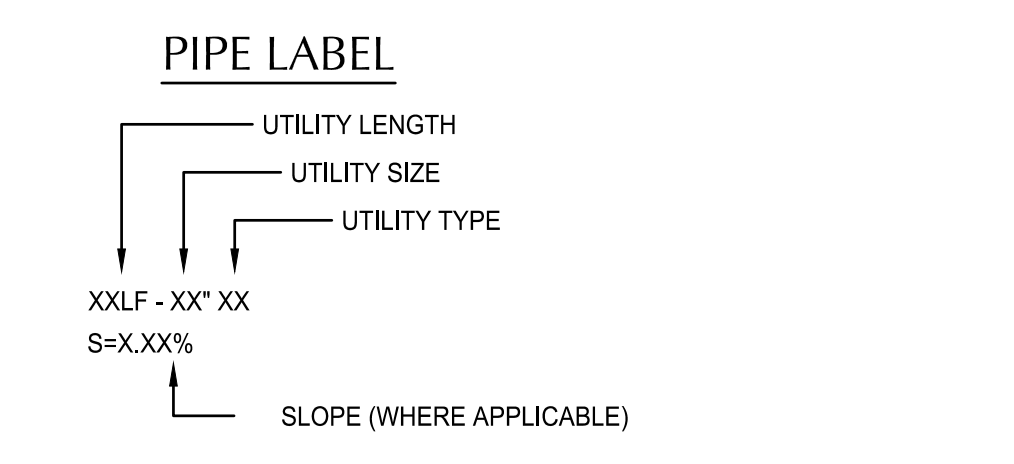 PIPE LABEL
UTILITY LENGTH
UTILITY SIZE
UTILITY TYPE
XXLF - XX" XX
S=X.XX%
SLOPE (WHERE APPLICABLE)